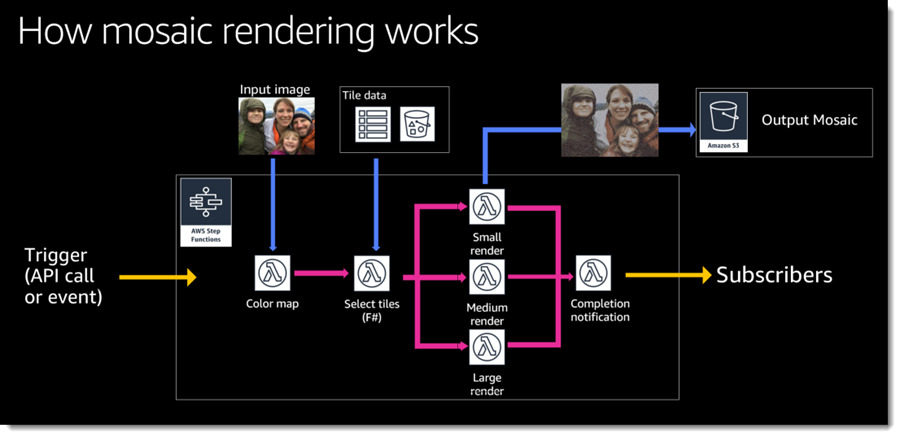 How mosaic rendering works
Input image
Tile data
Amazon S3
Output Mosaic
AWS Step
Functions
Trigger
(API call
or event)
Color map
Select tiles
(F#)
Small
render
Medium
render
Large
render
Completion
notification
Subscribers